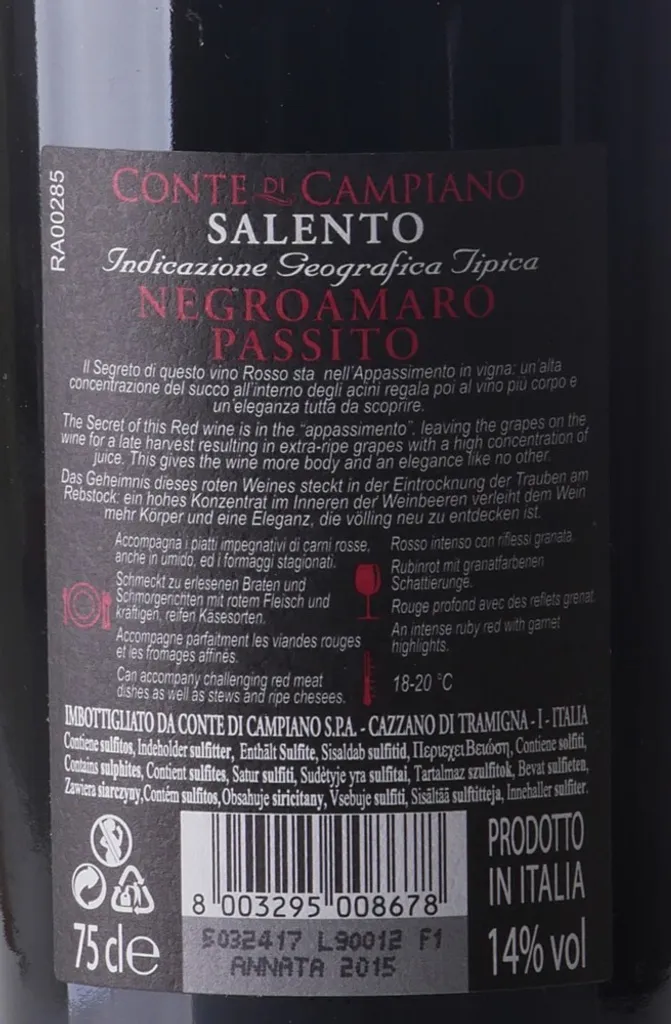 RA00285
CONTE DI CAMPIANO
SALENTO
Indicazione Geografica Tipica
NEGROAMARO
PASSITO
Il Segreto di questo vino Rosso sta nell'Appassimento in vigna: un'alta
concentrazione del succo all'interno degli acini regala poi al vino più corpo e
un'eleganza tutta da scoprire.
The Secret of this Red wine is in the "appassimento", leaving the grapes on the
wine for a late harvest resulting in extra-ripe grapes with a high concentration of
juice. This gives the wine more body and an elegance like no other.
Das Geheimnis dieses roten Weines steckt in der Eintrocknung der Trauben am
Rebstock: ein hohes Konzentrat im Inneren der Weinbeeren verleiht dem Wein
mehr Körper und eine Eleganz, die völling neu zu entdecken ist.
Accompagna i piatti impegnativi di carni rosse,
anche in umido, ed i formaggi stagionati.
Schmeckt zu erlesenen Braten und
Schmorgerichten mit rotem Fleisch und
kräftigen, reifen Käsesorten.
Accompagne parfaitment les viandes rouges
et les fromages affinés.
Can accompany challenging red meat
dishes as well as stews and ripe chesees.
Rosso intenso con riflessi granata.
Rubinrot mit granatfarbenen
Schattierunge.
Rouge profond avec des reflets grenat.
An intense ruby red with garnet
highlights.
18-20 °C
IMBOTTIGLIATO DA CONTE DI CAMPIANO S.P.A. - CAZZANO DI TRAMIGNA - I - ITALIA
Contiene sulfitos, Indeholder sulfitter, Enthält Sulfite, Sisaldab sulfitid, ΠεριεχειΒειώση, Contiene solfiti,
Contains sulphites, Contient sulfites, Satur sulfiti, Sudėtyje yra sulfitai, Tartalmaz szulfitok, Bevat sulfieten,
Zawiera siarczyny, Contém sulfitos, Obsahuje siricitany, Vsebuje sulfiti, Sisältää sulftitteja, Innehaller sulfiter.
PRODOTTO
IN ITALIA
8 003295 008678
75 cl e
14% vol
5032417 L90012 F1
ANNATA 2015